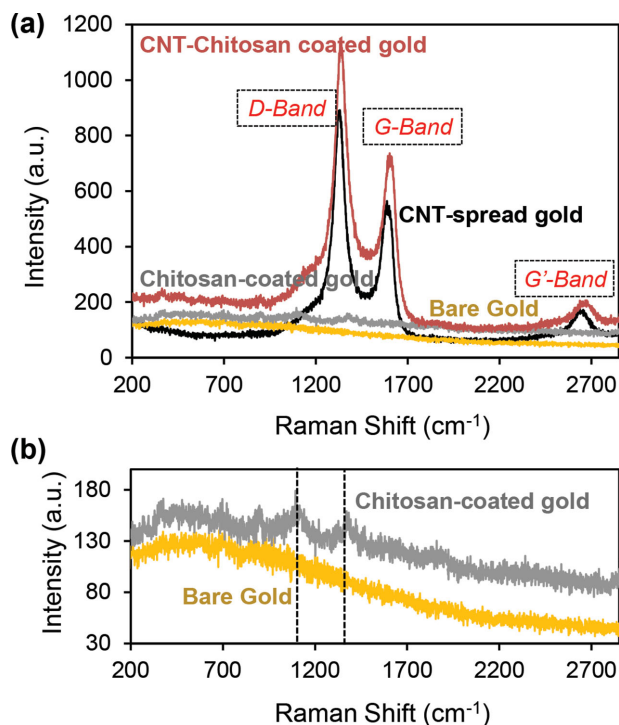 (a)
1200
1000
800
600
400
200
0
Intensity (a.u.)
CNT-Chitosan coated gold
D-Band
G-Band
CNT-spread gold
Chitosan-coated gold
G'-Band
Bare Gold
200 700 1200 1700 2200 2700
Raman Shift (cm-1)
(b)
180
130
80
30
Intensity (a.u.)
Chitosan-coated gold
Bare Gold
200 700 1200 1700 2200 2700
Raman Shift (cm-1)